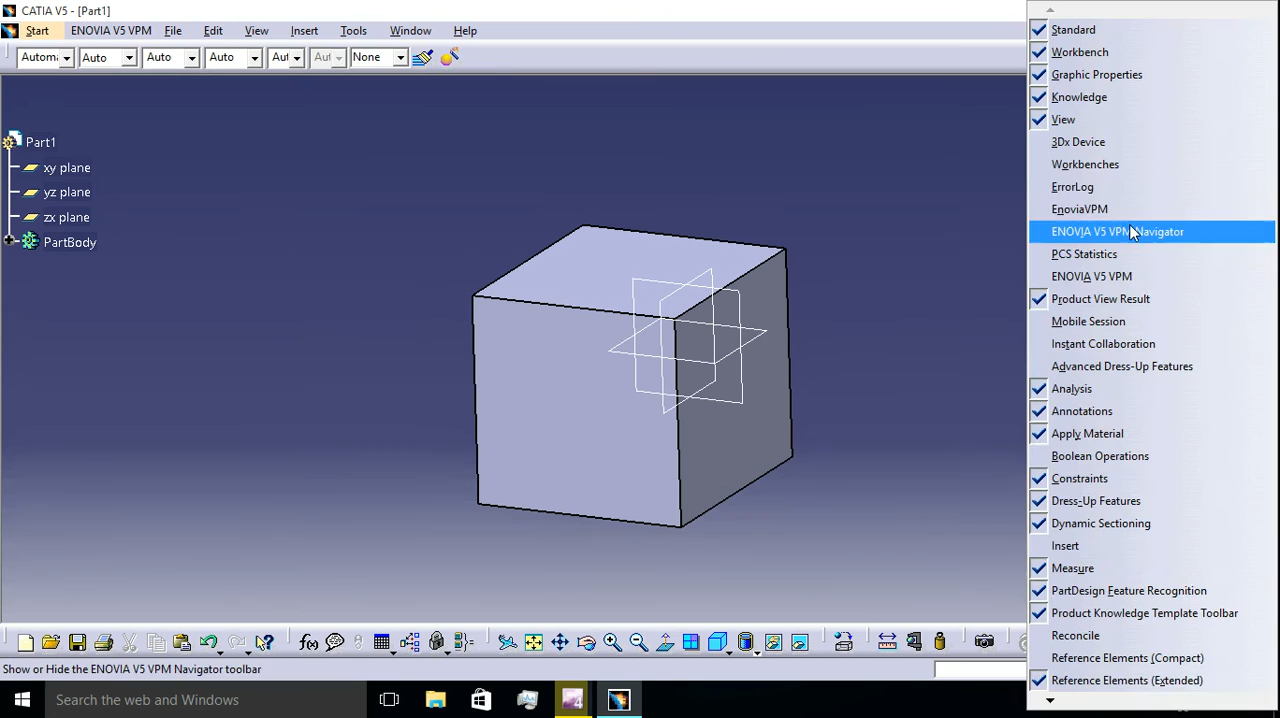 CATIA V5 - [Part1]
Start ENOVIA V5 VPM File Edit View Insert Tools Window Help
Automa Auto Auto Auto Aut Aut None
Part1
xy plane
yz plane
zx plane
PartBody
Standard
Workbench
Graphic Properties
Knowledge
View
3Dx Device
Workbenches
ErrorLog
EnoviaVPM
ENOVIA V5 VPM Navigator
PCS Statistics
ENOVIA V5 VPM
Product View Result
Mobile Session
Instant Collaboration
Advanced Dress-Up Features
Analysis
Annotations
Apply Material
Boolean Operations
Constraints
Dress-Up Features
Dynamic Sectioning
Insert
Measure
PartDesign Feature Recognition
Product Knowledge Template Toolbar
Reconcile
Reference Elements (Compact)
Reference Elements (Extended)
Show or Hide the ENOVIA V5 VPM Navigator toolbar
Search the web and Windows